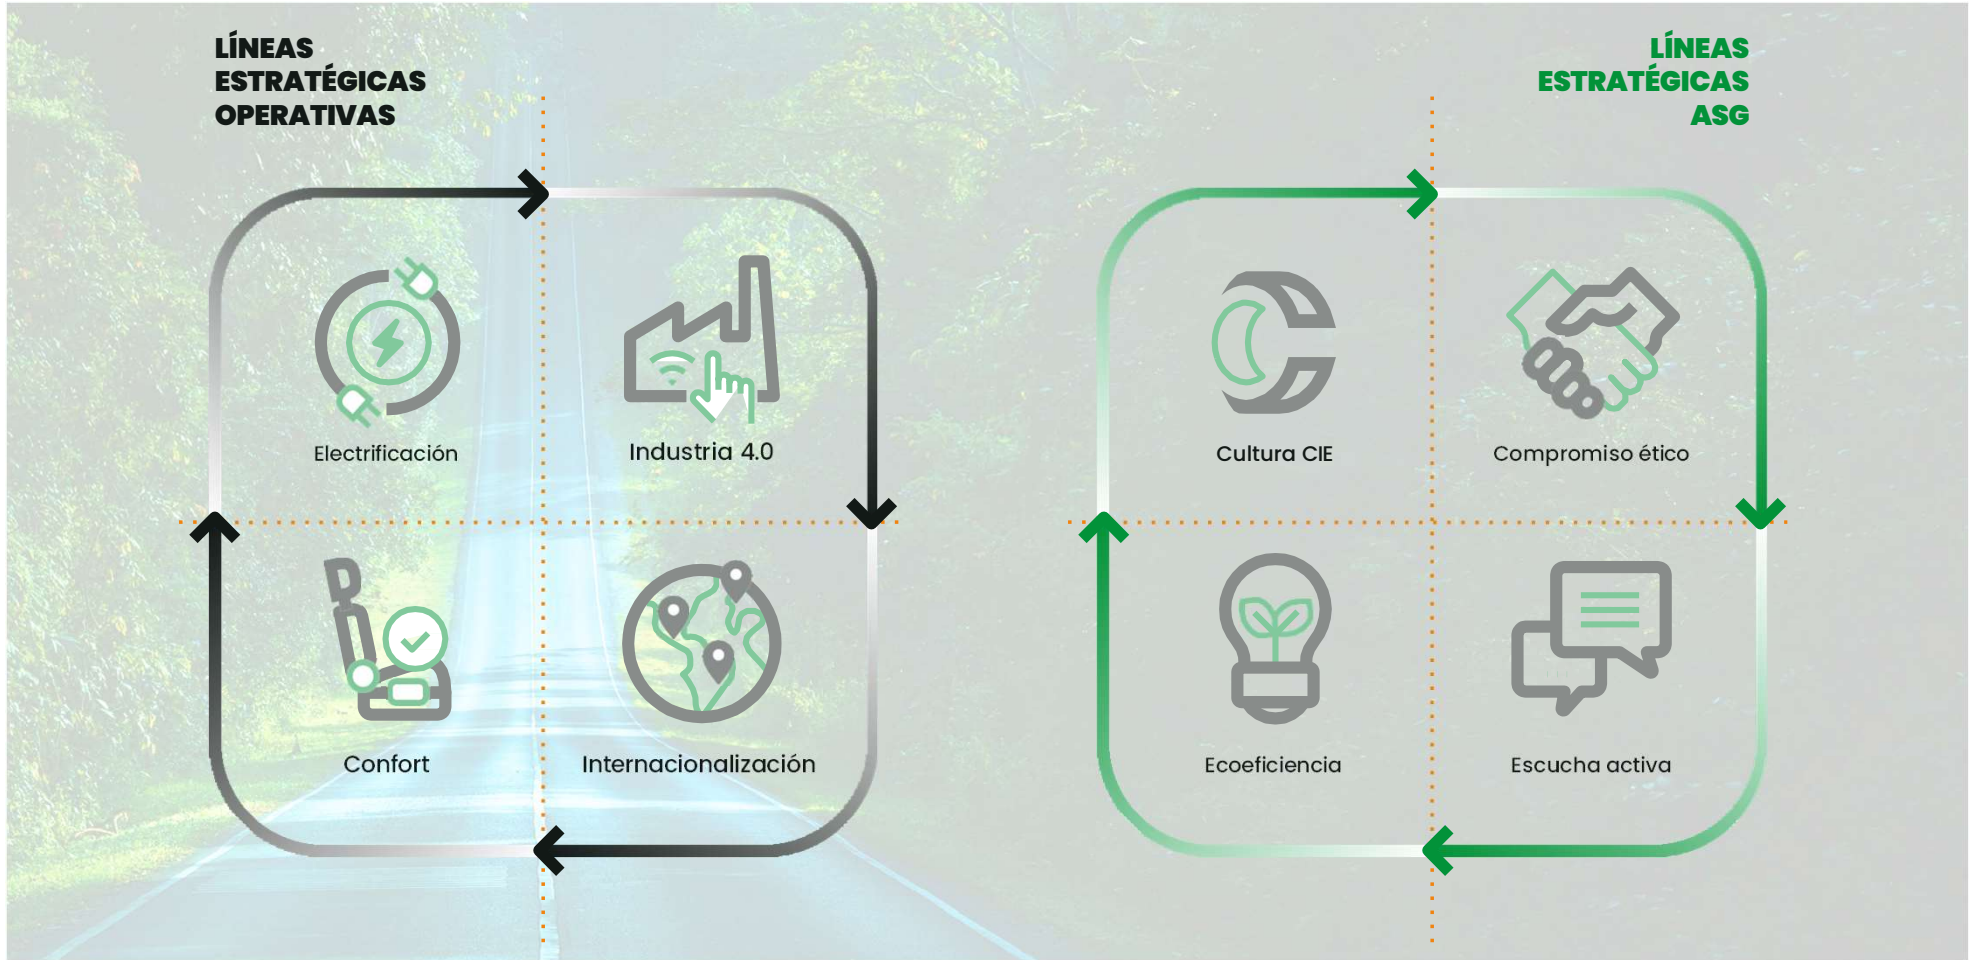 LÍNEAS
ESTRATÉGICAS
OPERATIVAS
Electrificación
Industria 4.0
Confort
Internacionalización
LÍNEAS
ESTRATÉGICAS
ASG
Cultura CIE
Compromiso ético
Ecoeficiencia
Escucha activa